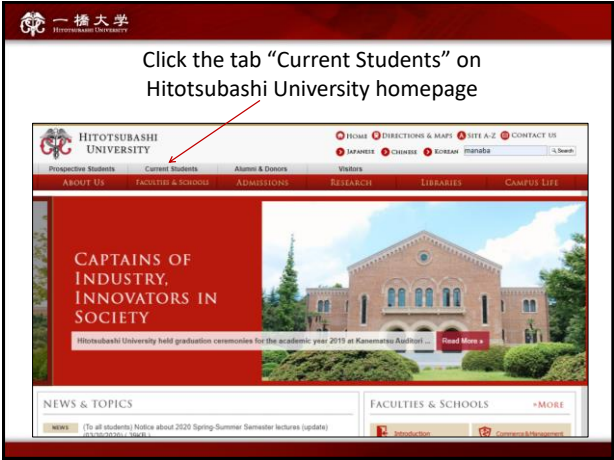 一橋大学
HITOTSUBASHI UNIVERSITY
Click the tab “Current Students” on
Hitotsubashi University homepage
HITOTSUBASHI
UNIVERSITY
HOME DIRECTIONS & MAPS SITE A-Z CONTACT US
JAPANESE CHINESE KOREAN manaba Search
Prospective Students Current Students Alumni & Donors Visitors
ABOUT US FACULTIES & SCHOOLS ADMISSIONS RESEARCH LIBRARIES CAMPUS LIFE
CAPTAINS OF
INDUSTRY,
INNOVATORS IN
SOCIETY
Hitotsubashi University held graduation ceremonies for the academic year 2019 at Kanematsu Auditori ... Read More »
NEWS & TOPICS
FACULTIES & SCHOOLS »MORE
NEWS (To all students) Notice about 2020 Spring-Summer Semester lectures (update)
(03/30/2020) ( 39KB )
Introduction Commerce & Management